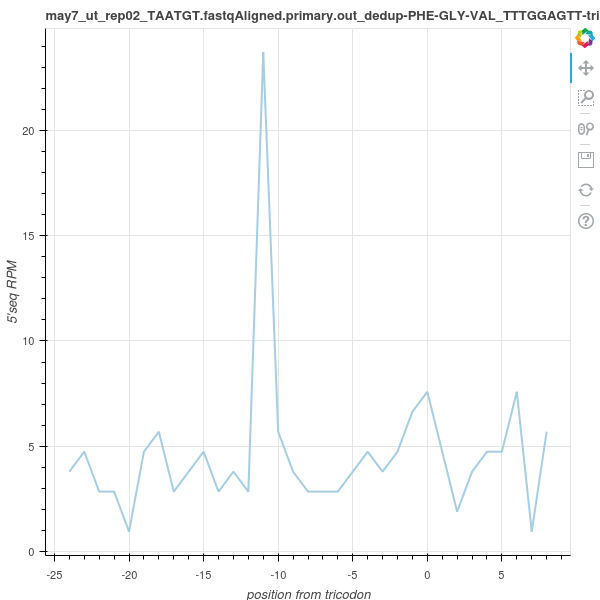 may7_ut_rep02_TAATGT.fastqAligned.primary.out_dedup-PHE-GLY-VAL_TTTGGAGTT-tri
20
15
10
5
0
5'seq RPM
-25 -20 -15 -10 -5 0 5
position from tricodon